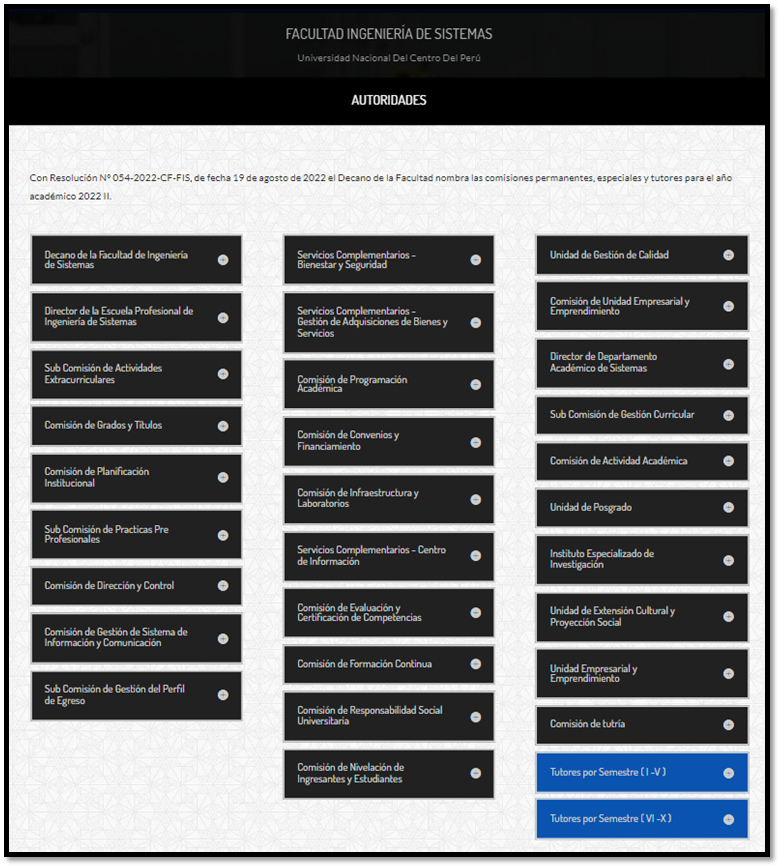 FACULTAD INGENIERÍA DE SISTEMAS
Universidad Nacional Del Centro Del Perú
AUTORIDADES
Con Resolución Nº 054-2022-CF-FIS, de fecha 19 de agosto de 2022 el Decano de la Facultad nombra las comisiones permanentes, especiales y tutores para el año
académico 2022 II.
Decano de la Facultad de Ingeniería
de Sistemas
Director de la Escuela Profesional de
Ingeniería de Sistemas
Sub Comisión de Actividades
Extracurriculares
Comisión de Grados y Títulos
Comisión de Planificación
Institucional
Sub Comisión de Practicas Pre
Profesionales
Comisión de Dirección y Control
Comisión de Gestión de Sistema de
Información y Comunicación
Sub Comisión de Gestión del Perfil
de Egreso
Servicios Complementarios -
Bienestar y Seguridad
Servicios Complementarios -
Gestión de Adquisiciones de Bienes y
Servicios
Comisión de Programación
Académica
Comisión de Convenios y
Financiamiento
Comisión de Infraestructura y
Laboratorios
Servicios Complementarios - Centro
de Información
Comisión de Evaluación y
Certificación de Competencias
Comisión de Formación Continua
Comisión de Responsabilidad Social
Universitaria
Comisión de Nivelación de
Ingresantes y Estudiantes
Unidad de Gestión de Calidad
Comisión de Unidad Empresarial y
Emprendimiento
Director de Departamento
Académico de Sistemas
Sub Comisión de Gestión Curricular
Comisión de Actividad Académica
Unidad de Posgrado
Instituto Especializado de
Investigación
Unidad de Extensión Cultural y
Proyección Social
Unidad Empresarial y
Emprendimiento
Comisión de tutría
Tutores por Semestre ( I -V )
Tutores por Semestre ( VI -X )